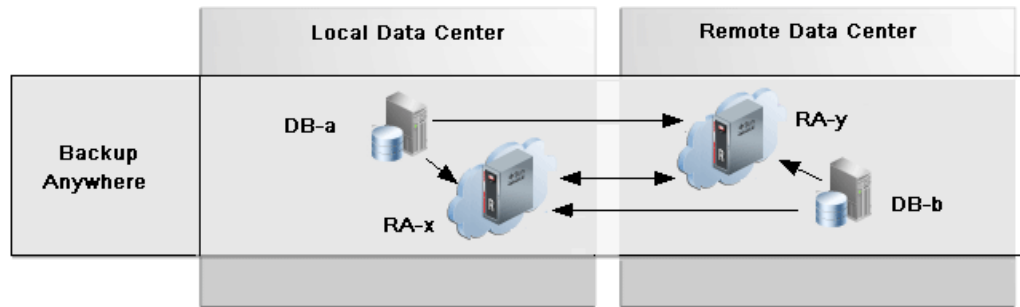 Local Data Center
Remote Data Center
Backup
Anywhere
DB-a
RA-x
RA-y
DB-b
R
R